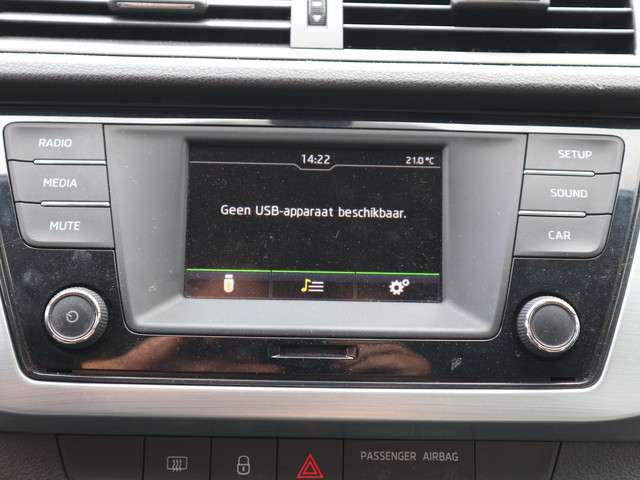 14:22
21.0 °C
RADIO
SETUP
MEDIA
SOUND
MUTE
CAR
Geen USB-apparaat beschikbaar.
PASSENGER AIRBAG